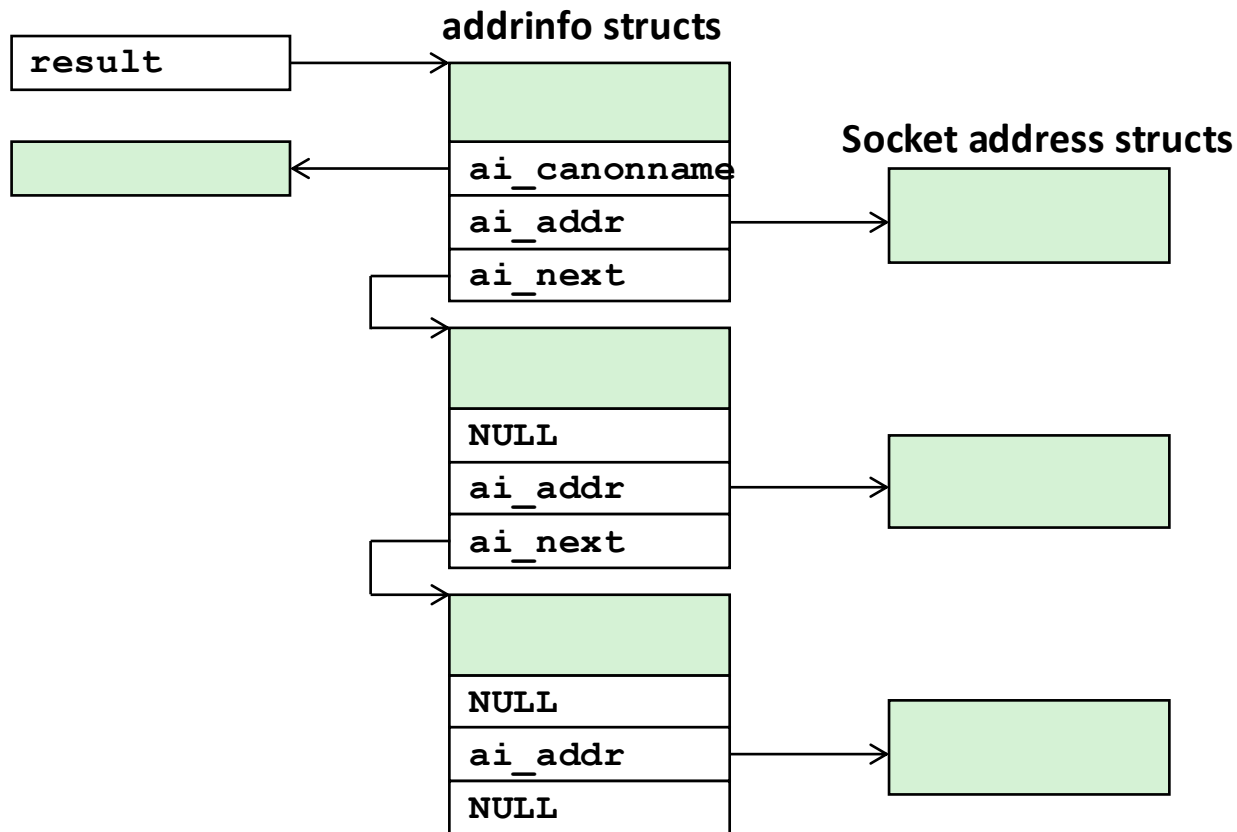 addrinfo structs
result
Socket address structs
ai_canonname
ai_addr
ai_next
NULL
ai_addr
ai_next
NULL
ai_addr
NULL